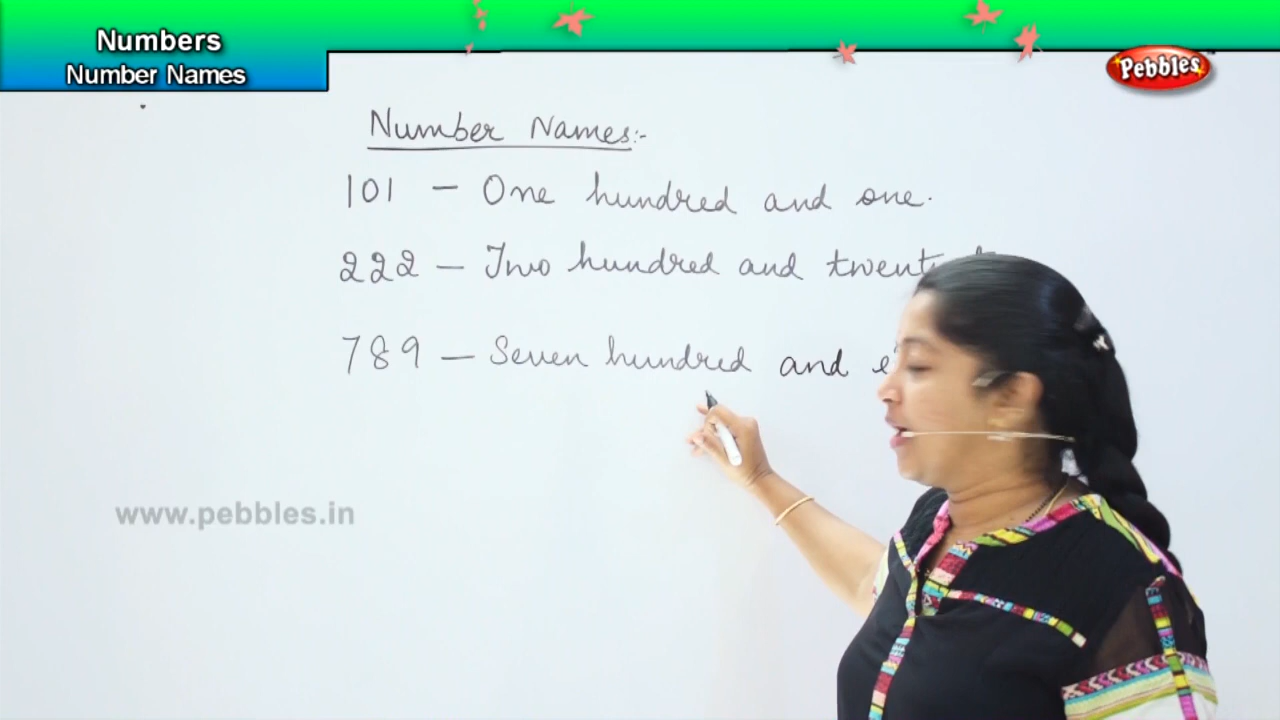 Numbers
Number Names
Pebbles
Number Names:-
101 - One hundred and one.
222 - Two hundred and
789 - Seven hundred and
www.pebbles.in